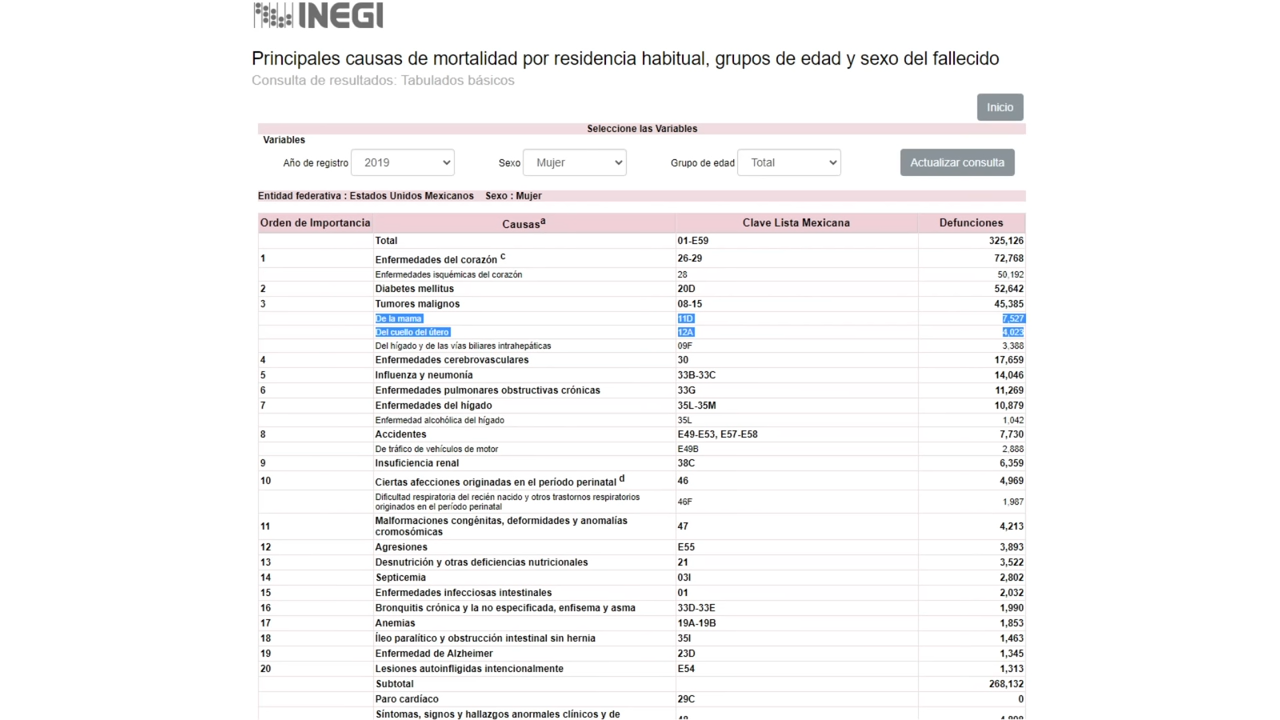 INEGI
Principales causas de mortalidad por residencia habitual, grupos de edad y sexo del fallecido
Consulta de resultados: Tabulados básicos
Inicio
Seleccione las Variables
Variables
Año de registro 2019 Sexo Mujer Grupo de edad Total Actualizar consulta
Entidad federativa : Estados Unidos Mexicanos Sexo : Mujer
Orden de Importancia Causas a Clave Lista Mexicana Defunciones
Total 01-E59 325,126
1 Enfermedades del corazón c 26-29 72,768
Enfermedades isquémicas del corazón 28 50,192
2 Diabetes mellitus 20D 52,642
3 Tumores malignos 08-15 45,385
De la mama 11D 7,527
Del cuello del útero 12A 4,023
Del hígado y de las vías biliares intrahepáticas 09F 3,388
4 Enfermedades cerebrovasculares 30 17,659
5 Influenza y neumonía 33B-33C 14,046
6 Enfermedades pulmonares obstructivas crónicas 33G 11,269
7 Enfermedades del hígado 35L-35M 10,879
Enfermedad alcohólica del hígado 35L 1,042
8 Accidentes E49-E53, E57-E58 7,730
De tráfico de vehículos de motor E49B 2,888
9 Insuficiencia renal 38C 6,359
10 Ciertas afecciones originadas en el período perinatal d 46 4,969
Dificultad respiratoria del recién nacido y otros trastornos respiratorios
originados en el período perinatal 46F 1,987
11 Malformaciones congénitas, deformidades y anomalías
cromosómicas 47 4,213
12 Agresiones E55 3,893
13 Desnutrición y otras deficiencias nutricionales 21 3,522
14 Septicemia 03I 2,802
15 Enfermedades infecciosas intestinales 01 2,032
16 Bronquitis crónica y la no especificada, enfisema y asma 33D-33E 1,990
17 Anemias 19A-19B 1,853
18 Íleo paralítico y obstrucción intestinal sin hernia 35I 1,463
19 Enfermedad de Alzheimer 23D 1,345
20 Lesiones autoinfligidas intencionalmente E54 1,313
Subtotal 268,132
Paro cardíaco 29C 0
Síntomas, signos y hallazgos anormales clínicos y de